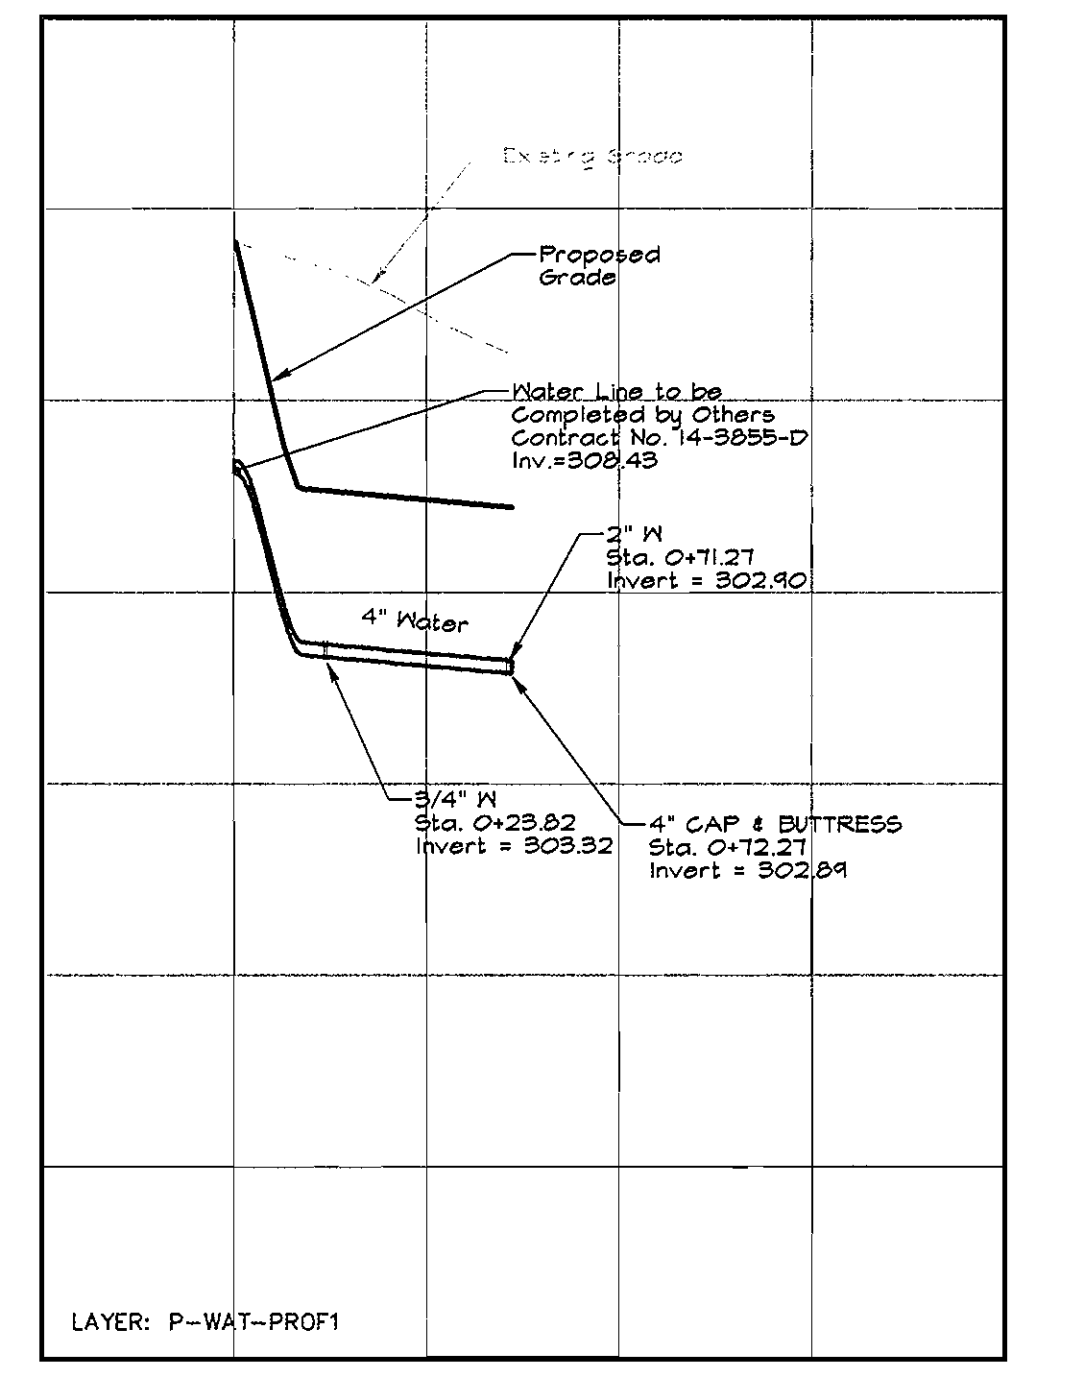 Existing Grade
Proposed
Grade
Water Line to be
Completed by Others
Contract No. 14-3855-D
Inv.=308.43
2" W
Sta. 0+71.27
Invert = 302.90
4" Water
3/4" W
Sta. 0+23.82
Invert = 303.32
4" CAP & BUTTRESS
Sta. 0+72.27
Invert = 302.89
LAYER: P-WAT-PROF1